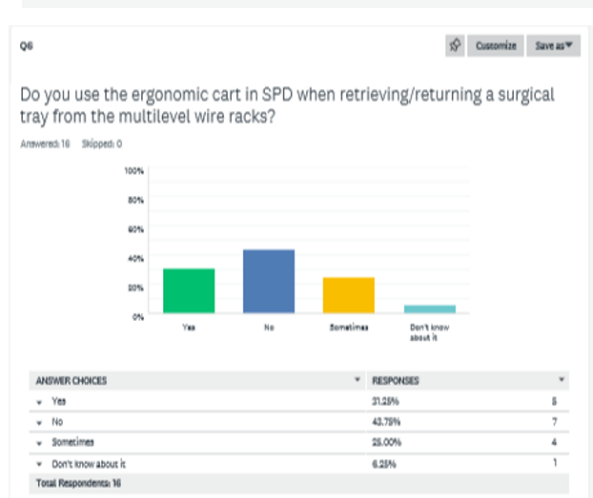 Q6
Customize Save as
Do you use the ergonomic cart in SPD when retrieving/returning a surgical
tray from the multilevel wire racks?
Answered: 16 Skipped: 0
100%
80%
60%
40%
20%
0%
Yes No Sometimes Don't know
about it
ANSWER CHOICES RESPONSES
Yes 31.25% 5
No 43.75% 7
Sometimes 25.00% 4
Don't know about it 6.25% 1
Total Respondents: 16